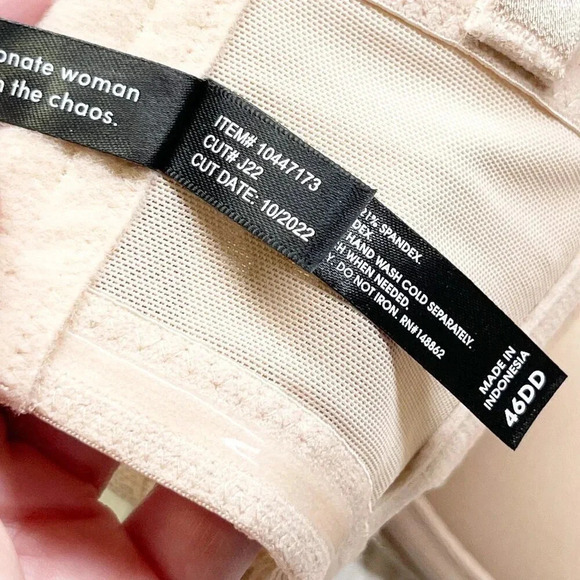 onate woman
the chaos.
ITEM# 10447173
CUT# J22
CUT DATE: 10/2022
21% SPANDEX
DEX
HAND WASH COLD SEPARATELY.
WHEN NEEDED.
DO NOT IRON. RN#148862
MADE IN
INDONESIA
46DD